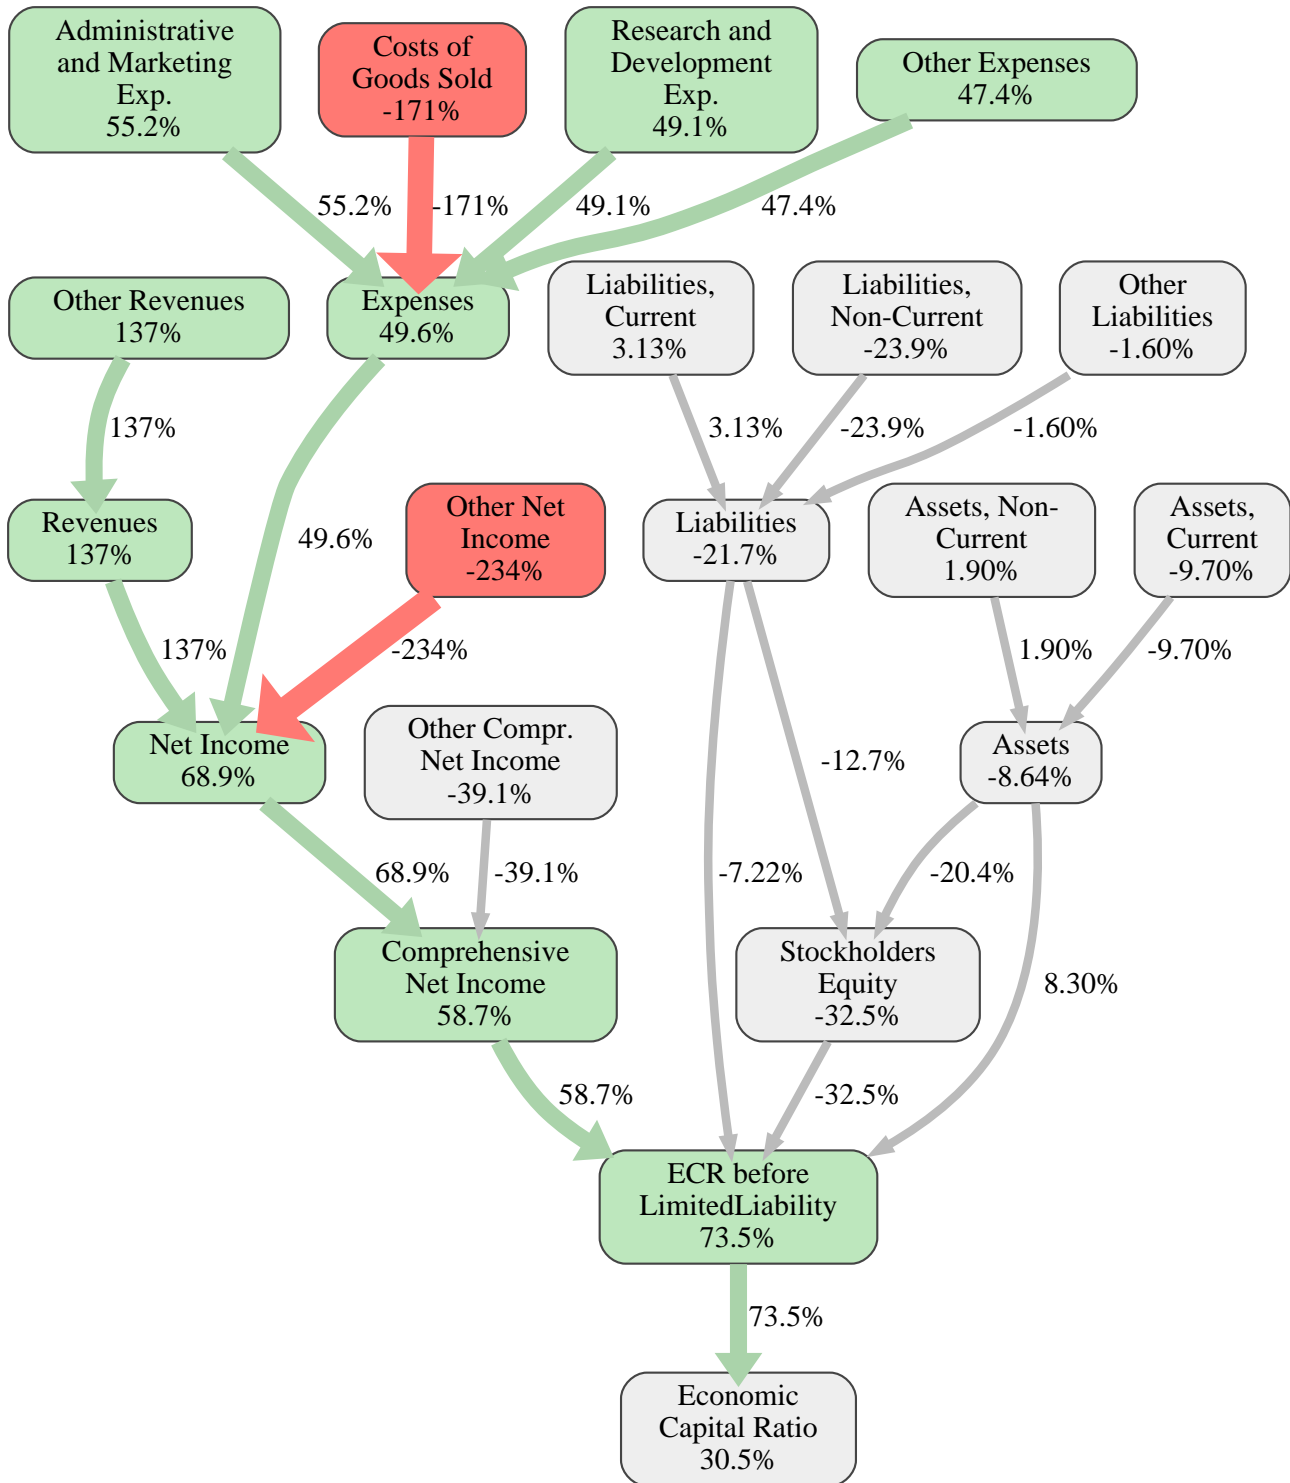 Administrative
and Marketing
Exp.
55.2%
Costs of
Goods Sold
-171%
Research and
Development
Exp.
49.1%
Other Expenses
47.4%
55.2%
-171%
49.1%
47.4%
Other Revenues
137%
Expenses
49.6%
Liabilities,
Current
3.13%
Liabilities,
Non-Current
-23.9%
Other
Liabilities
-1.60%
137%
3.13%
-23.9%
-1.60%
Revenues
137%
49.6%
Other Net
Income
-234%
Liabilities
-21.7%
Assets, Non-
Current
1.90%
Assets,
Current
-9.70%
137%
-234%
1.90%
-9.70%
Net Income
68.9%
Other Compr.
Net Income
-39.1%
-12.7%
Assets
-8.64%
68.9%
-39.1%
-7.22%
-20.4%
Comprehensive
Net Income
58.7%
Stockholders
Equity
-32.5%
8.30%
58.7%
-32.5%
ECR before
LimitedLiability
73.5%
73.5%
Economic
Capital Ratio
30.5%